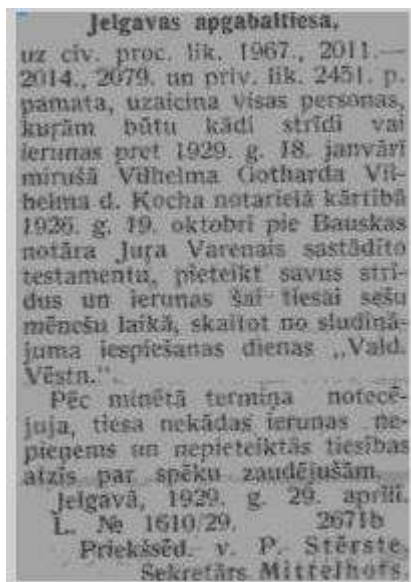 Jelgavas apgabaltiesa,
uz civ. proc. lik. 1967., 2011.—
2014., 2079. un priv. lik. 2451. p.
pamata, uzaicina visas personas,
kuŗām būtu kādi strīdi vai
ierunas pret 1929. g. 18. janvārī
mirušā Vilhelma Gotharda Vil-
helma d. Kocha notarielā kārtībā
1926. g. 19. oktobrī pie Bauskas
notāra Jura Varenais sastādīto
testamentu, pieteikt savus strī-
dus un ierunas šai tiesai sešu
mēnešu laikā, skaitot no sludinā-
juma iespiešanas dienas „Vald.
Vēstn.“.
Pēc minētā termiņa notecē-
juma, tiesa nekādas ierunas ne-
pieņems un nepieteiktās tiesības
atzīs par spēku zaudējušām.
Jelgavā, 1929. g. 29. aprīlī.
L. № 1610/29. 2671b
Priekšsēd. v. P. Stērste.
Sekretārs Mittelhofs.